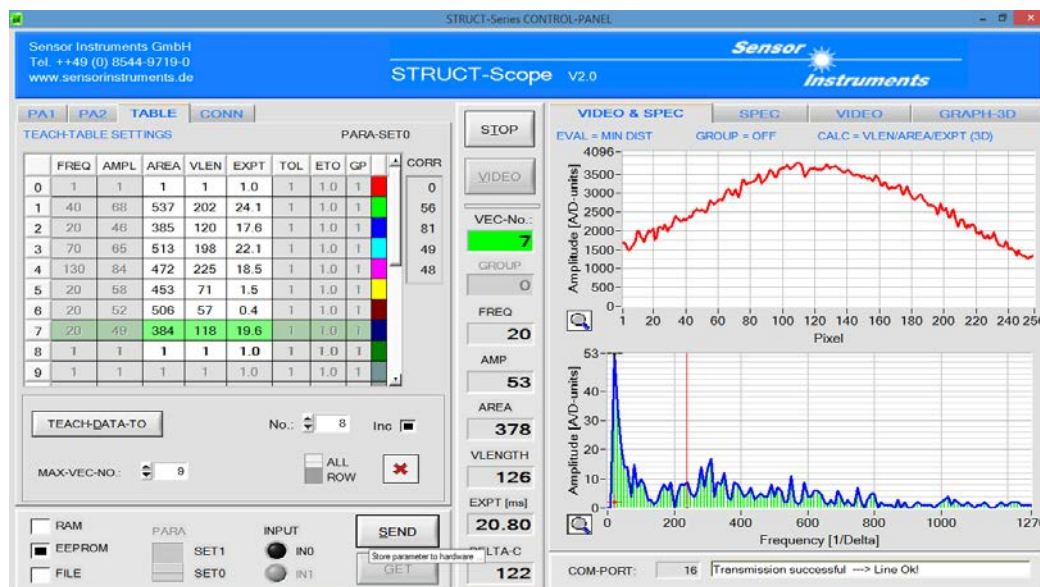 STRUCT-Series CONTROL-PANEL
Sensor Instruments GmbH
Tel. ++49 (0) 8544-9719-0
www.sensorinstruments.de
STRUCT-Scope V2.0
Sensor Instruments
PA1 PA2 TABLE CONN
TEACH-TABLE SETTINGS PARA-SET0
FREQ AMPL AREA VLEN EXPT TOL ETO GP CORR
0 1 1 1 1 1.0 1 1.0 1 0
1 40 68 537 202 24.1 1 1.0 1 56
2 20 46 385 120 17.6 1 1.0 1 81
3 70 65 513 198 22.1 1 1.0 1 49
4 130 84 472 225 18.5 1 1.0 1 48
5 20 58 453 71 1.5 1 1.0 1
6 20 52 506 57 0.4 1 1.0 1
7 20 49 384 118 19.6 1 1.0 1
8 1 1 1 1 1.0 1 1.0 1
9 1 1 1 1 1.0 1 1.0 1
TEACH-DATA-TO No.: 8 Inc
MAX-VEC-NO.: 9 ALL
ROW
RAM
EEPROM
FILE
PARA
SET1
SET0
INPUT
IN0
IN1
SEND
Store parameter to hardware ...
GET
STOP
VIDEO
VEC-No.:
7
GROUP
0
FREQ
20
AMP
53
AREA
378
VLENGTH
126
EXPT [ms]
20.80
DELTA-C
122
VIDEO & SPEC SPEC VIDEO GRAPH-3D
EVAL = MIN DIST GROUP = OFF CALC = VLEN/AREA/EXPT (3D)
Amplitude [A/D-units]
4096
3500
3000
2500
2000
1500
1000
500
0
1 20 40 60 80 100 120 140 160 180 200 220 240 256
Pixel
Amplitude [A/D-units]
53
40
30
20
10
0
0 200 400 600 800 1000 1270
Frequency [1/Delta]
COM-PORT: 16 Transmission successful ---> Line Ok!